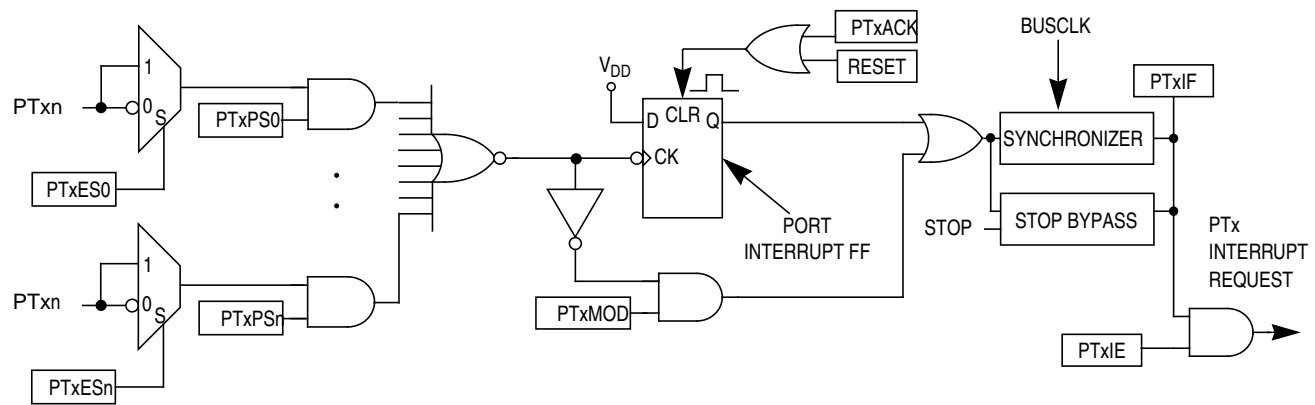 PTxn
1
0
S
PTxPS0
PTxES0
PTxn
1
0
S
PTxPSn
PTxESn
VDD
D
CLR
Q
CK
PTxACK
RESET
PORT
INTERRUPT FF
PTxMOD
BUSCLK
SYNCHRONIZER
STOP
STOP BYPASS
PTxIF
PTx
INTERRUPT
REQUEST
PTxIE